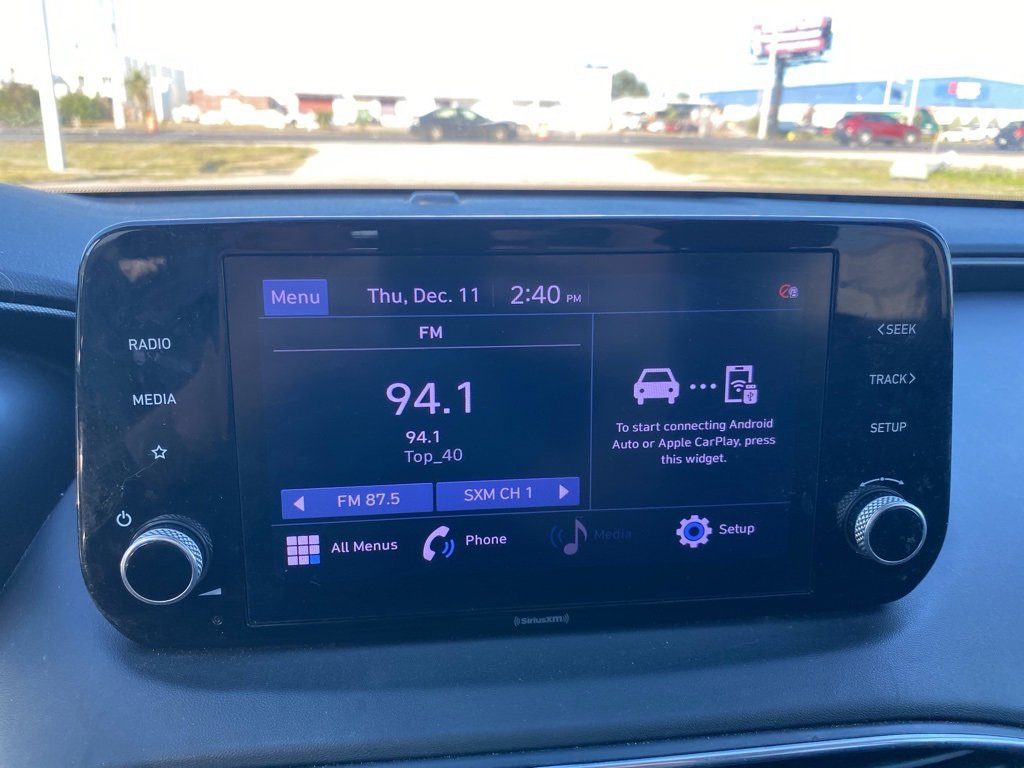 Menu
Thu, Dec. 11
2:40 PM
RADIO
MEDIA
FM
94.1
94.1
Top_40
To start connecting Android
Auto or Apple CarPlay, press
this widget.
FM 87.5
SXM CH 1
All Menus
Phone
Media
Setup
SEEK
TRACK
SETUP
SiriusXM